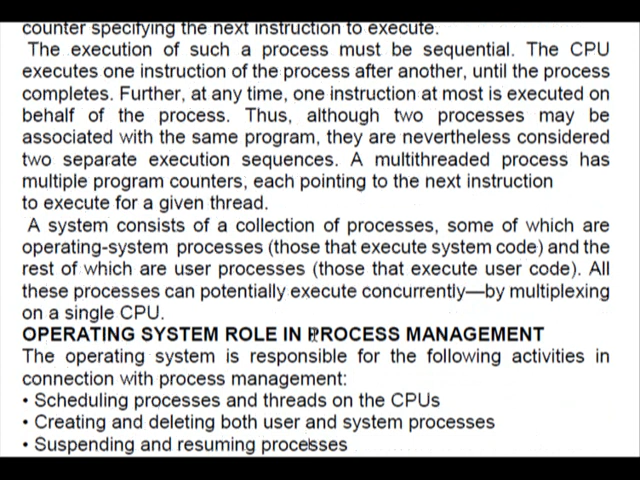 counter specifying the next instruction to execute.
The execution of such a process must be sequential. The CPU
executes one instruction of the process after another, until the process
completes. Further, at any time, one instruction at most is executed on
behalf of the process. Thus, although two processes may be
associated with the same program, they are nevertheless considered
two separate execution sequences. A multithreaded process has
multiple program counters, each pointing to the next instruction
to execute for a given thread.
A system consists of a collection of processes, some of which are
operating-system processes (those that execute system code) and the
rest of which are user processes (those that execute user code). All
these processes can potentially execute concurrently—by multiplexing
on a single CPU.
OPERATING SYSTEM ROLE IN PROCESS MANAGEMENT
The operating system is responsible for the following activities in
connection with process management:
• Scheduling processes and threads on the CPUs
• Creating and deleting both user and system processes
• Suspending and resuming processes